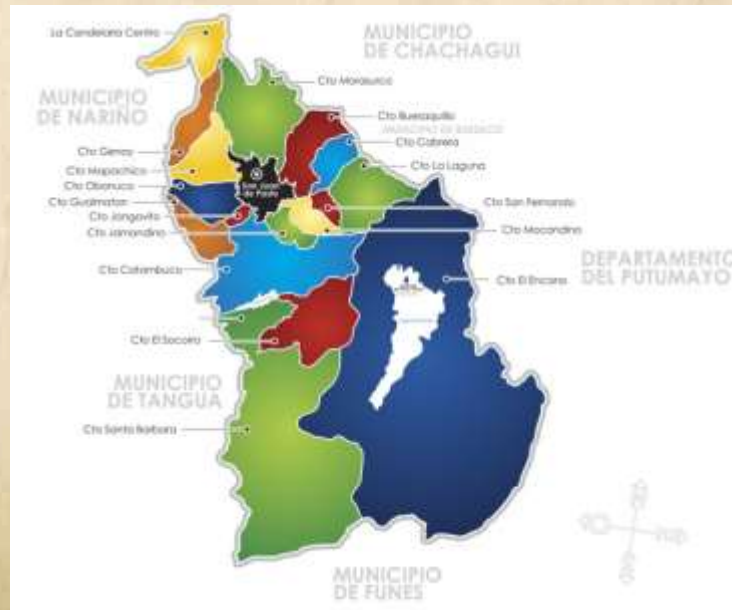 La Candelaria Centro
MUNICIPIO
DE CHACHAGUI
Cto Morasurco
MUNICIPIO
DE NARIÑO
Cto Buesaquillo
Cto Cabrera
Cto Genoy
Cto La Laguna
Cto Mapachico
San Juan
de Pasto
Cto Obonuco
Cto Gualmatan
Cto San Fernando
Cto Jongovito
Cto Jamondino
Cto Mocondino
DEPARTAMENTO
DEL PUTUMAYO
Cto Catambuco
Cto El Encano
Cto El Socorro
MUNICIPIO
DE TANGUA
Cto Santa Barbara
MUNICIPIO
DE FUNES